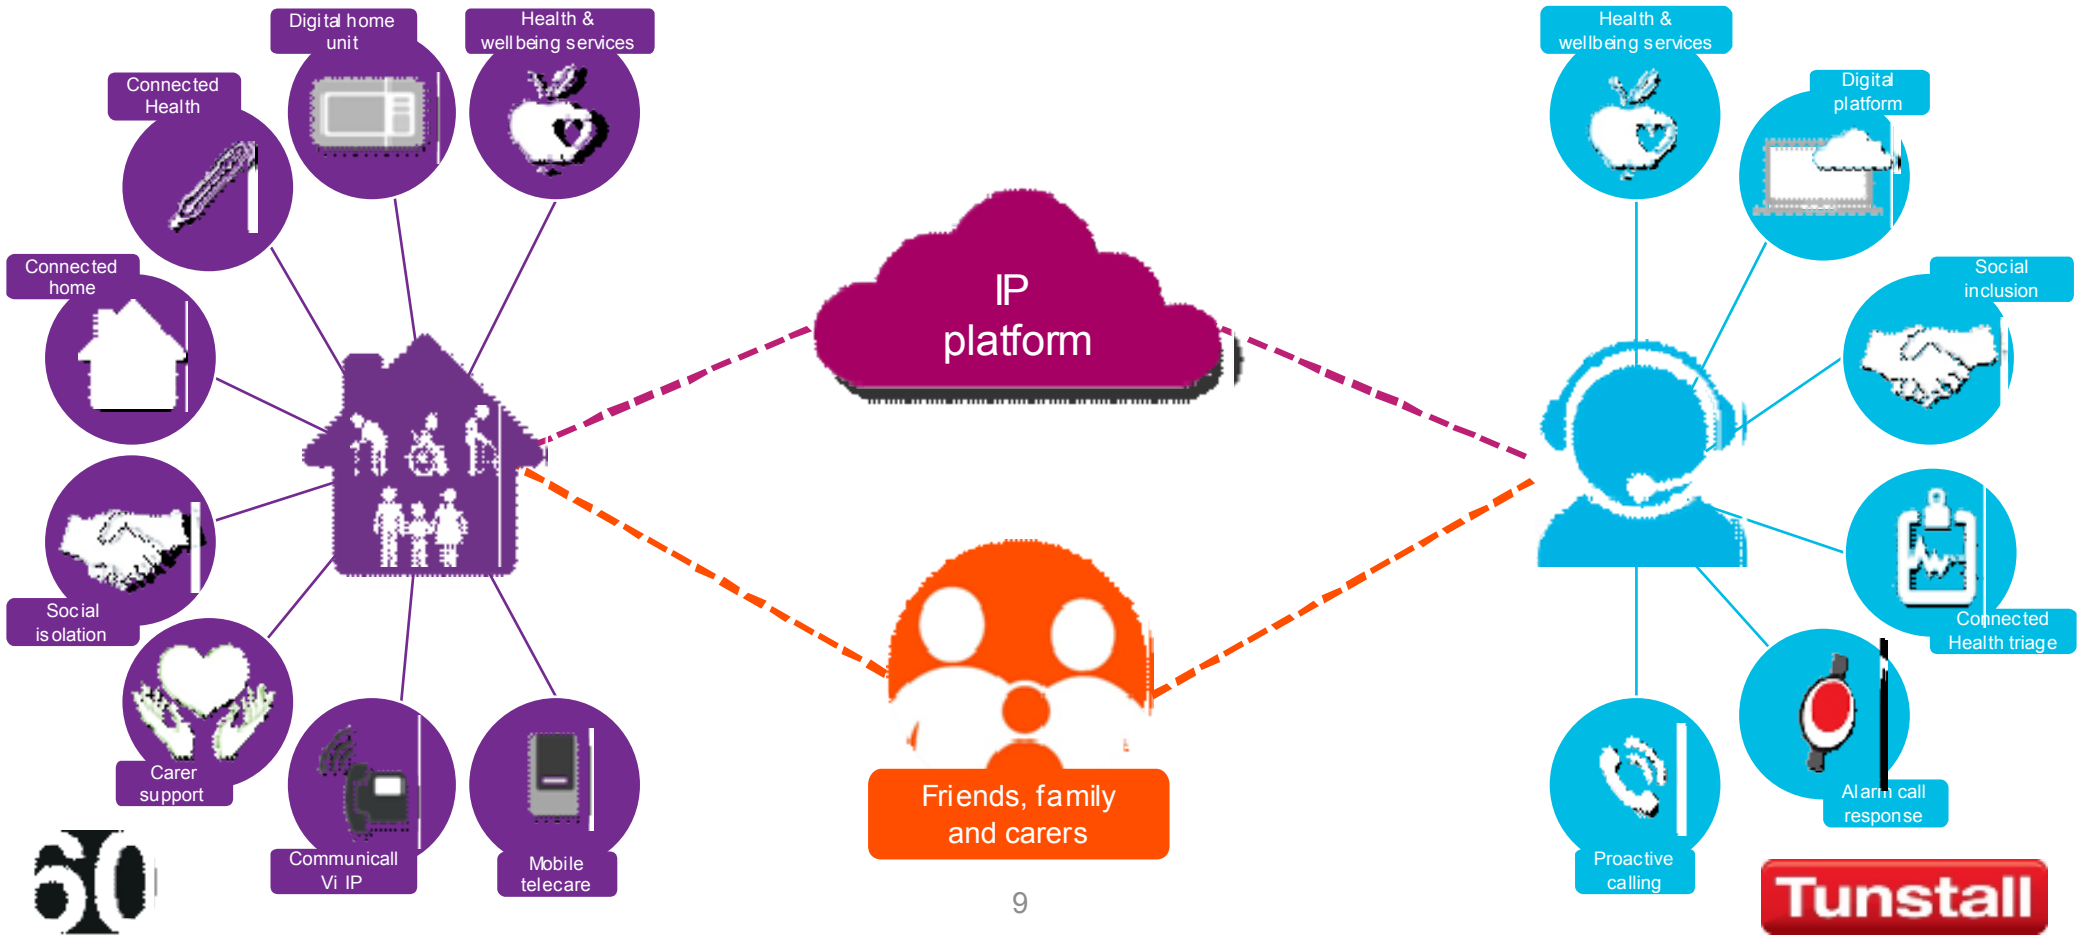 Digital home
unit
Health &
wellbeing services
Connected
Health
Connected
home
Social
isolation
Carer
support
Communicall
Vi IP
Mobile
telecare
IP
platform
Friends, family
and carers
Health &
wellbeing services
Digital
platform
Social
inclusion
Connected
Health triage
Alarm call
response
Proactive
calling
60
9
Tunstall